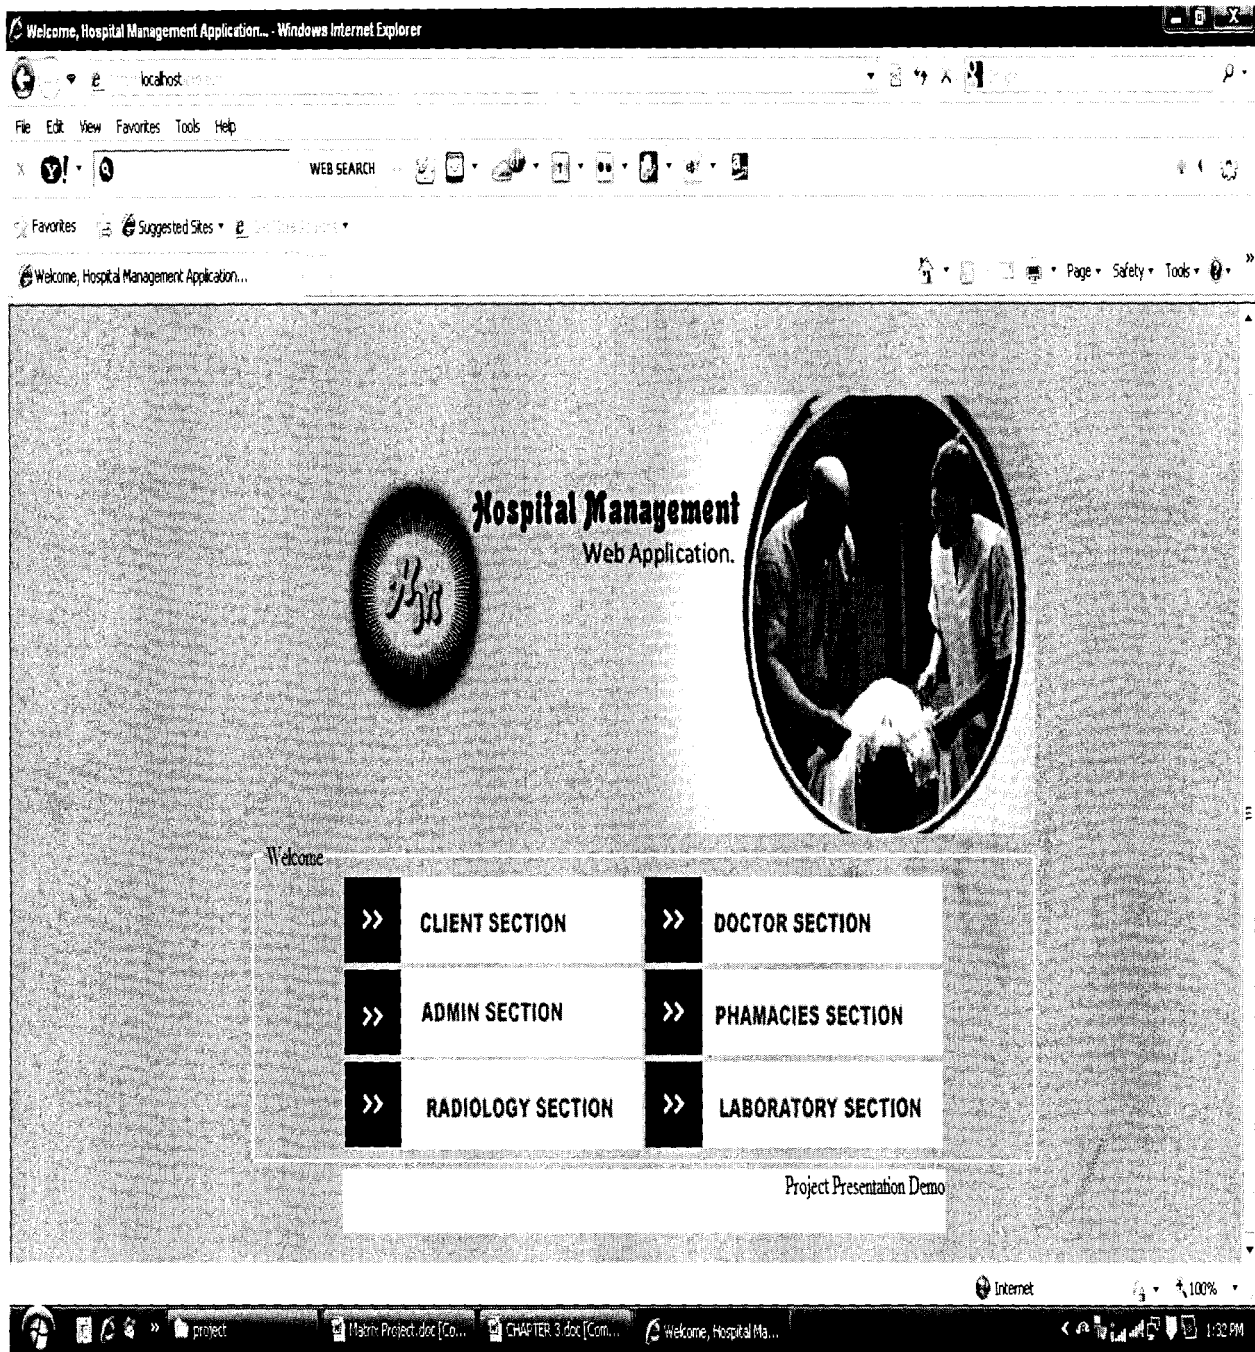 Welcome, Hospital Management Application... - Windows Internet Explorer
localhost
File Edit View Favorites Tools Help
WEB SEARCH
Favorites Suggested Sites
Welcome, Hospital Management Application...
Page Safety Tools
Hospital Management
Web Application.
Welcome
CLIENT SECTION
DOCTOR SECTION
ADMIN SECTION
PHAMACIES SECTION
RADIOLOGY SECTION
LABORATORY SECTION
Project Presentation Demo
Internet 100%
project Matrix Project.doc [Co... CHAPTER 3.doc [Com... Welcome, Hospital Ma... 1:32 PM